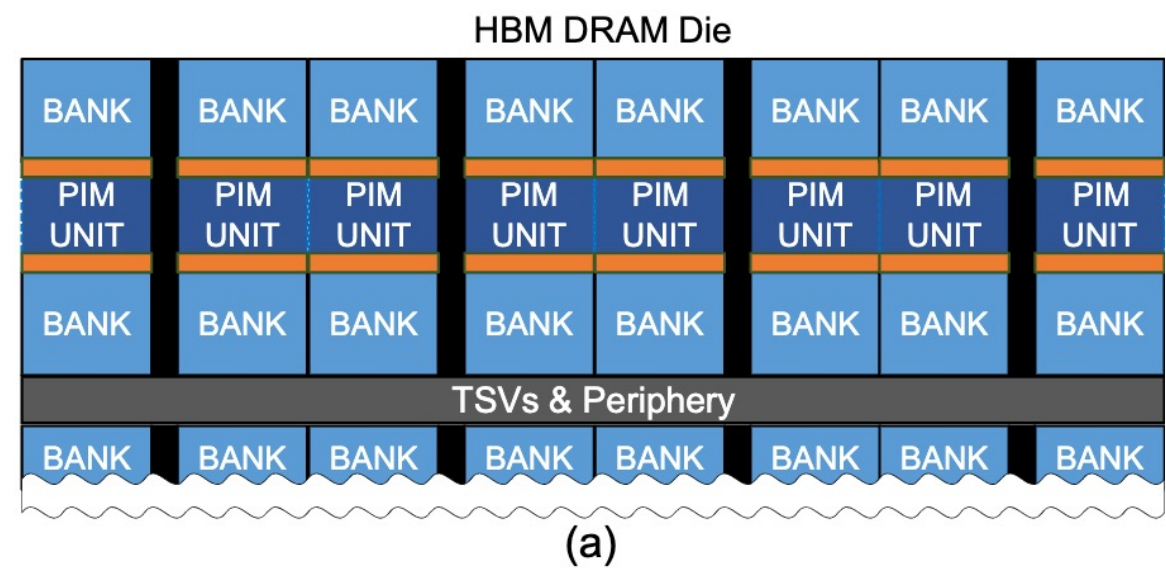 HBM DRAM Die
BANK BANK BANK BANK BANK BANK BANK BANK
PIM PIM PIM PIM PIM PIM PIM PIM
UNIT UNIT UNIT UNIT UNIT UNIT UNIT UNIT
BANK BANK BANK BANK BANK BANK BANK BANK
TSVs & Periphery
BANK BANK BANK BANK BANK BANK BANK BANK
(a)